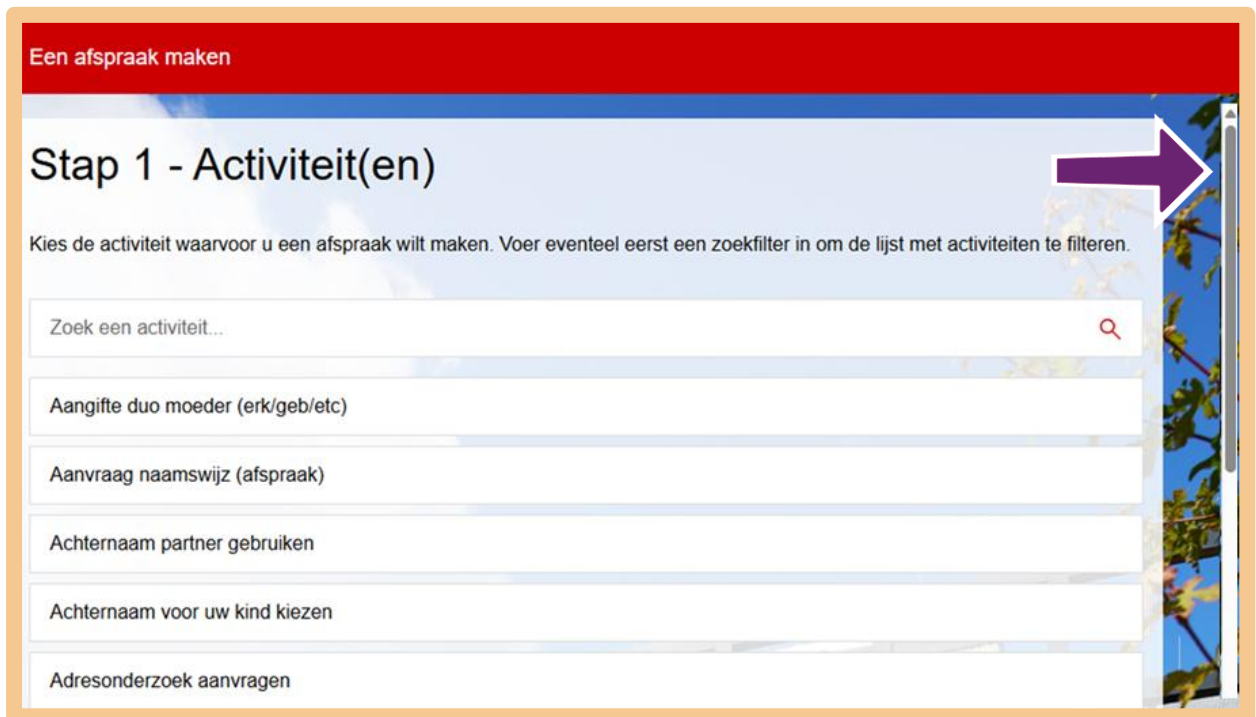 Een afspraak maken
Stap 1 - Activiteit(en)
Kies de activiteit waarvoor u een afspraak wilt maken. Voer eventeel eerst een zoekfilter in om de lijst met activiteiten te filteren.
Zoek een activiteit...
Aangifte duo moeder (erk/geb/etc)
Aanvraag naamswijz (afspraak)
Achternaam partner gebruiken
Achternaam voor uw kind kiezen
Adresonderzoek aanvragen